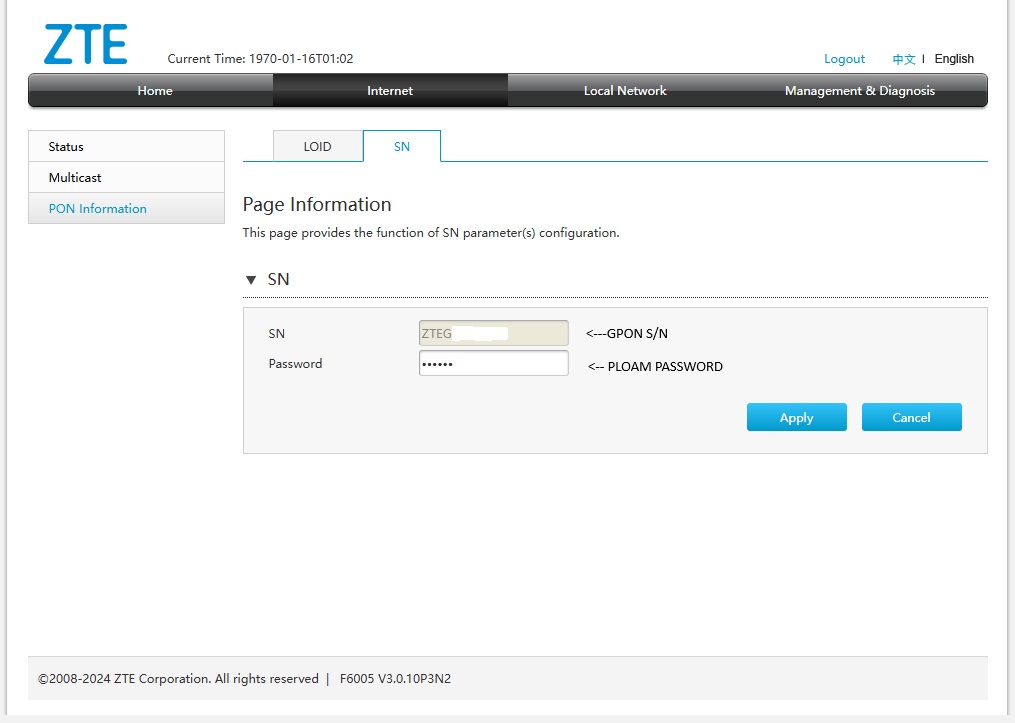 ZTE
Current Time: 1970-01-16T01:02
Logout 中文 | English
Home Internet Local Network Management & Diagnosis
Status
Multicast
PON Information
LOID SN
Page Information
This page provides the function of SN parameter(s) configuration.
▼ SN
SN ZTEG <---GPON S/N
Password •••••• <-- PLOAM PASSWORD
Apply Cancel
©2008-2024 ZTE Corporation. All rights reserved | F6005 V3.0.10P3N2